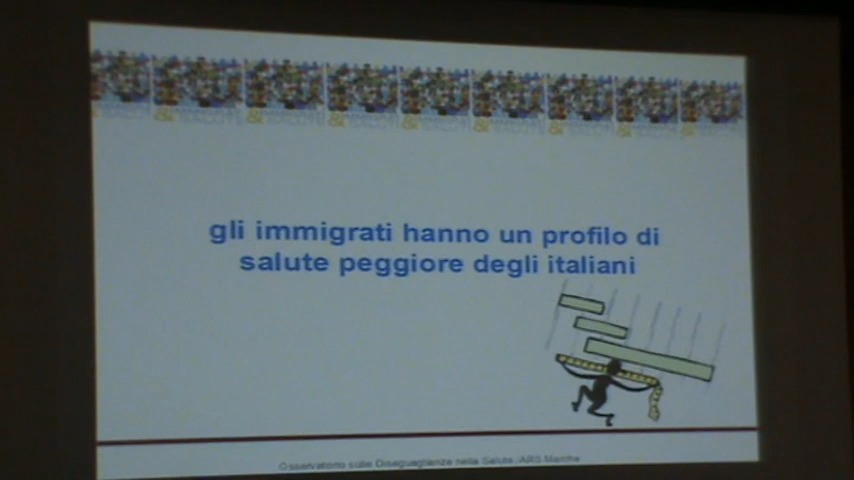 gli immigrati hanno un profilo di
salute peggiore degli italiani
Osservatorio sulle Diseguaglianze nella Salute /ARS Marche